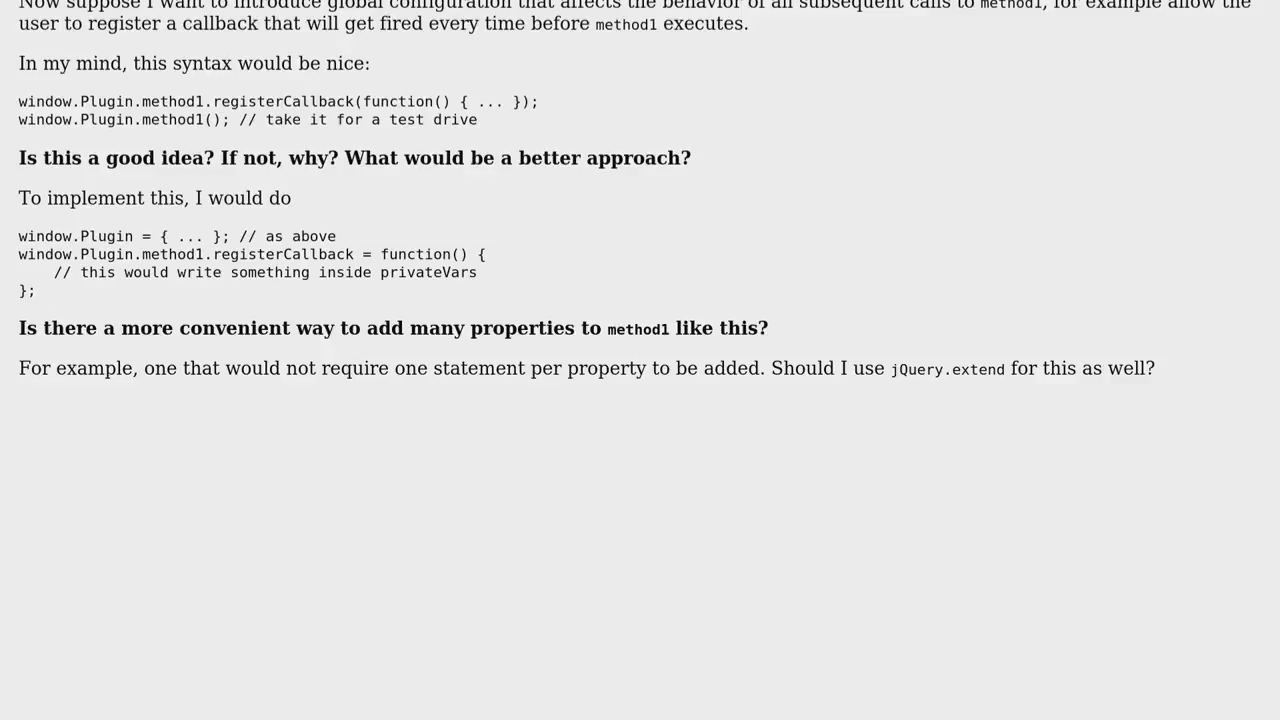 Now suppose I want to introduce global configuration that affects the behavior of all subsequent calls to method1, for example allow the
user to register a callback that will get fired every time before method1 executes.
In my mind, this syntax would be nice:
window.Plugin.method1.registerCallback(function() { ... });
window.Plugin.method1(); // take it for a test drive
Is this a good idea? If not, why? What would be a better approach?
To implement this, I would do
window.Plugin = { ... }; // as above
window.Plugin.method1.registerCallback = function() {
    // this would write something inside privateVars
};
Is there a more convenient way to add many properties to method1 like this?
For example, one that would not require one statement per property to be added. Should I use jQuery.extend for this as well?